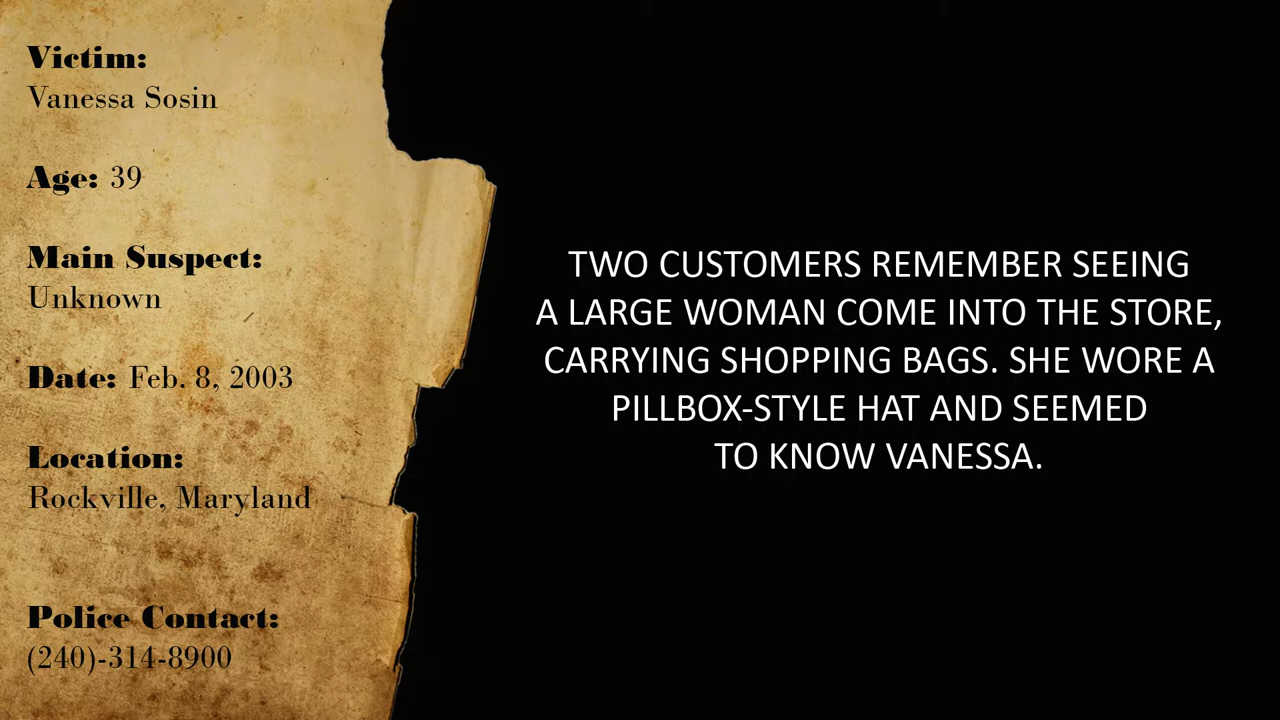 Victim:
Vanessa Sosin
Age: 39
Main Suspect:
Unknown
Date: Feb. 8, 2003
Location:
Rockville, Maryland
Police Contact:
(240)-314-8900
TWO CUSTOMERS REMEMBER SEEING
A LARGE WOMAN COME INTO THE STORE,
CARRYING SHOPPING BAGS. SHE WORE A
PILLBOX-STYLE HAT AND SEEMED
TO KNOW VANESSA.